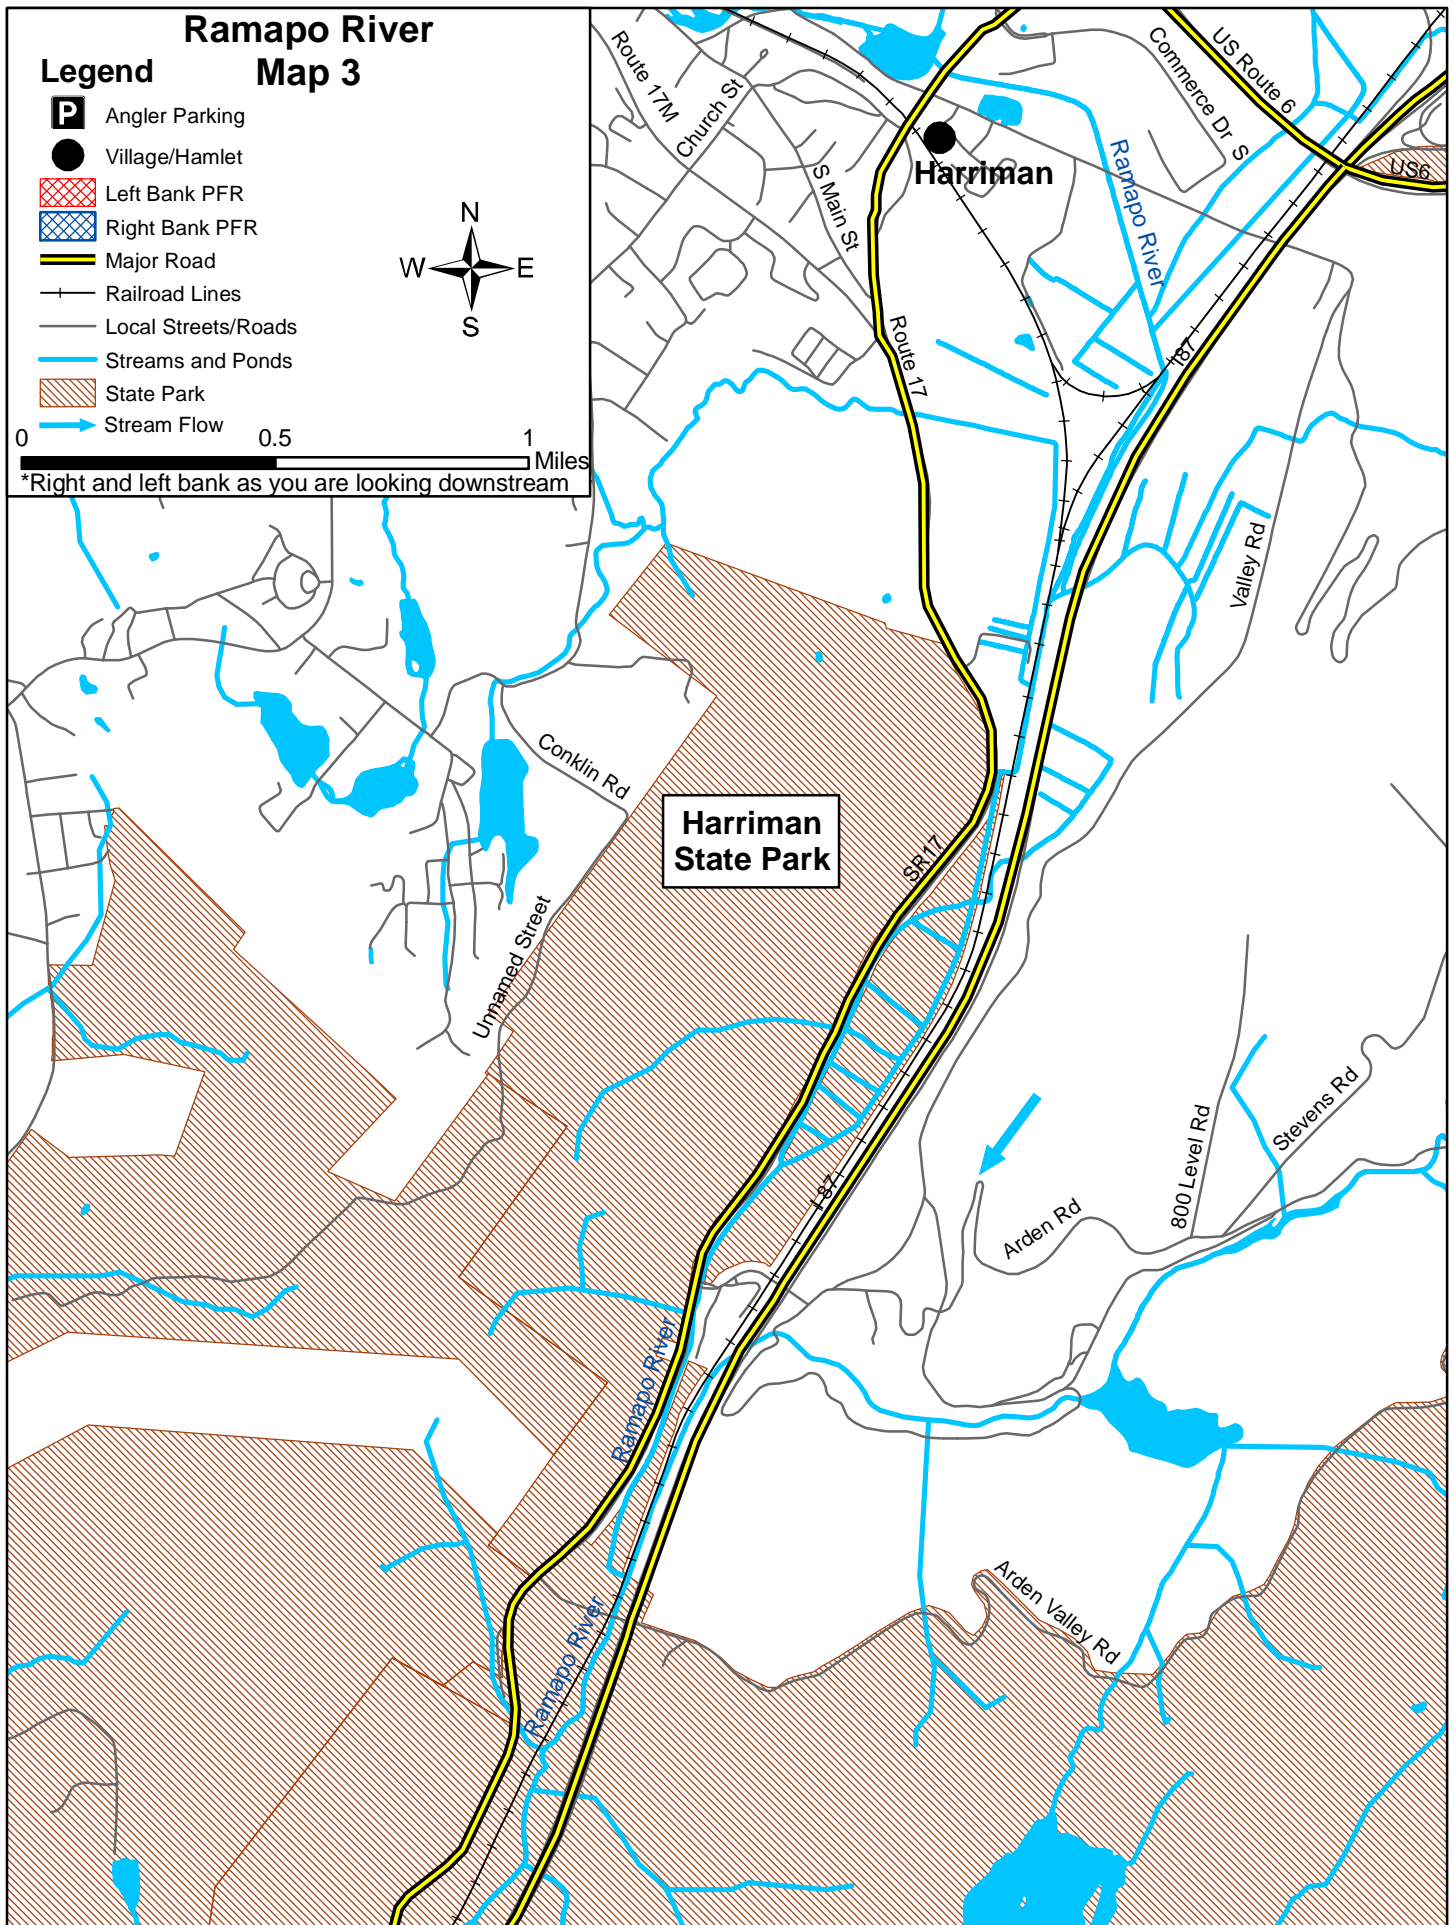 Ramapo River
Map 3
Legend
P Angler Parking
Village/Hamlet
Left Bank PFR
Right Bank PFR
Major Road
Railroad Lines
Local Streets/Roads
Streams and Ponds
State Park
Stream Flow
N
W E
S
0 0.5 1
Miles
*Right and left bank as you are looking downstream
Route 17M
Church St
S Main St
Harriman
Commerce Dr S
US Route 6
US6
Ramapo River
Route 17
I87
Valley Rd
Conklin Rd
Harriman
State Park
SR17
Unnamed Street
I 87
800 Level Rd
Stevens Rd
Arden Rd
Ramapo River
Arden Valley Rd
Ramapo River